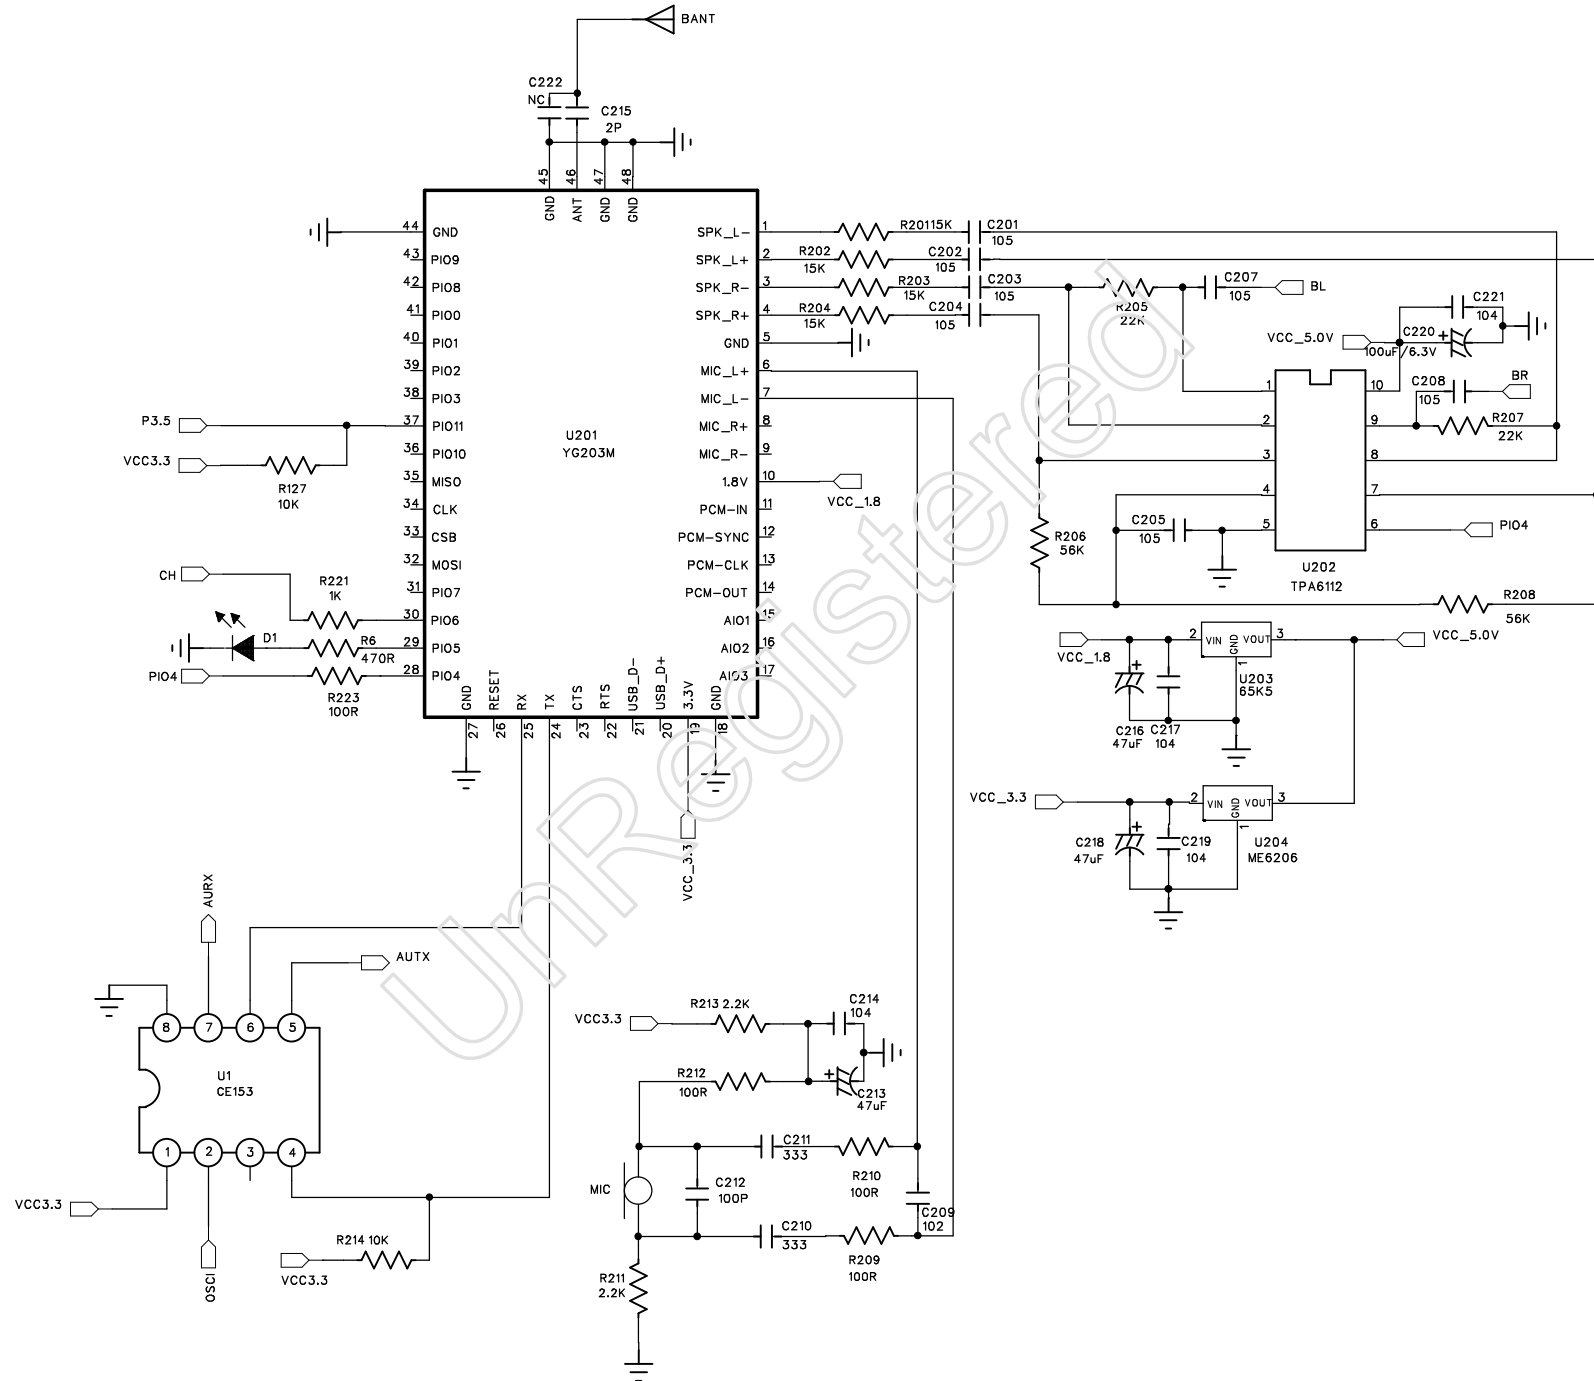 BANT
C222
NC
C215
2P
45
46
47
48
GND
ANT
GND
GND
44
GND
43
PIO9
42
PIO8
41
PIO0
40
PIO1
39
PIO2
38
PIO3
37
PIO11
36
PIO10
35
MISO
34
CLK
33
CSB
32
MOSI
31
PIO7
30
PIO6
29
PIO5
28
PIO4
U201
YG203M
SPK_L-
1
SPK_L+
2
SPK_R-
3
SPK_R+
4
GND
5
MIC_L+
6
MIC_L-
7
MIC_R+
8
MIC_R-
9
1.8V
10
PCM-IN
11
PCM-SYNC
12
PCM-CLK
13
PCM-OUT
14
AIO1
15
AIO2
16
AIO3
17
GND
RESET
RX
TX
CTS
RTS
USB_D-
USB_D+
3.3V
GND
27
26
25
24
23
22
21
20
19
18
P3.5
VCC3.3
R127
10K
CH
R221
1K
D1
R6
470R
PIO4
R223
100R
R201 15K
C201
105
R202
15K
C202
105
R203
15K
C203
105
R204
15K
C204
105
R205
22K
C207
105
BL
C221
104
VCC_5.0V
C220
100uF/6.3V
C208
105
BR
R207
22K
1
2
3
4
5
10
9
8
7
6
U202
TPA6112
PIO4
VCC_1.8
R206
56K
C205
105
R208
56K
VCC_1.8
2
VIN
GND
VOUT
3
1
VCC_5.0V
U203
65K5
C216
47uF
C217
104
VCC_3.3
2
VIN
GND
VOUT
3
1
U204
ME6206
C218
47uF
C219
104
VCC_3.3
AURX
AUTX
8
7
6
5
U1
CE153
1
2
3
4
VCC3.3
OSCI
R214 10K
VCC3.3
VCC3.3
R213 2.2K
C214
104
R212
100R
C213
47uF
C211
333
R210
100R
MIC
C212
100P
C209
102
C210
333
R209
100R
R211
2.2K
UnRegistered